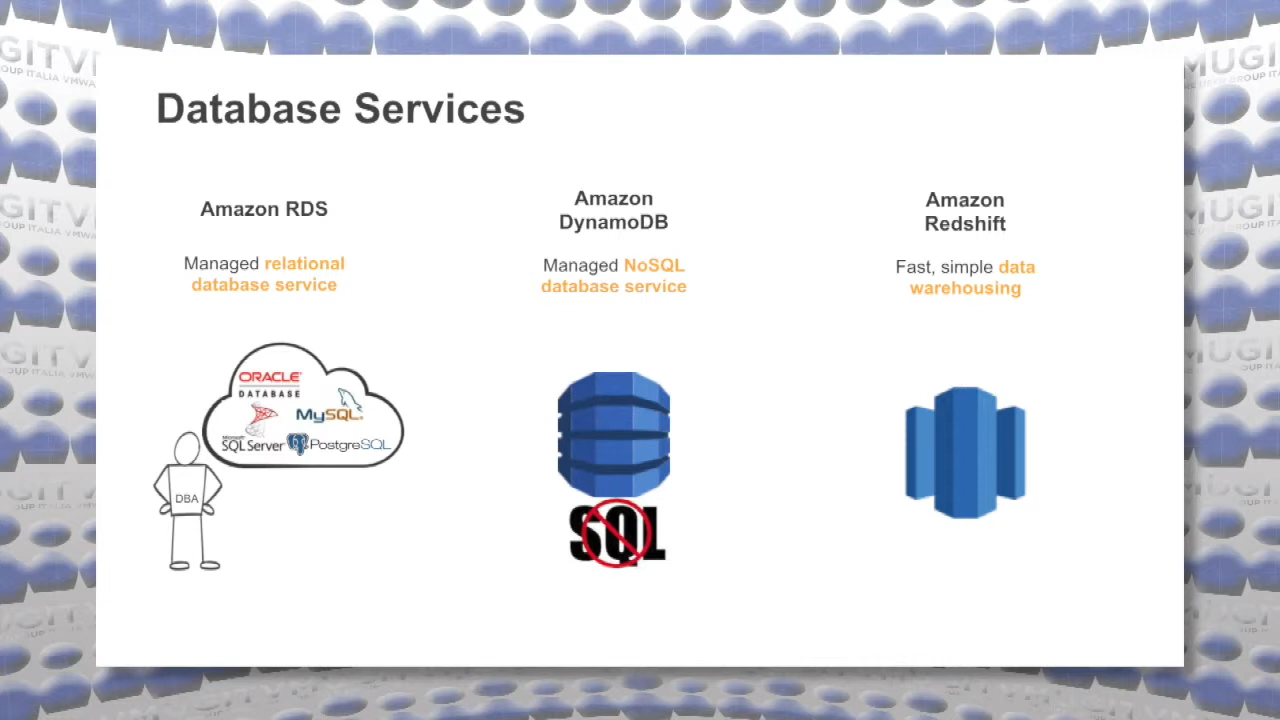 Database Services
Amazon RDS
Managed relational
database service
ORACLE
DATABASE
MySQL
Microsoft
SQL Server
PostgreSQL
DBA
Amazon
DynamoDB
Managed NoSQL
database service
SQL
Amazon
Redshift
Fast, simple data
warehousing